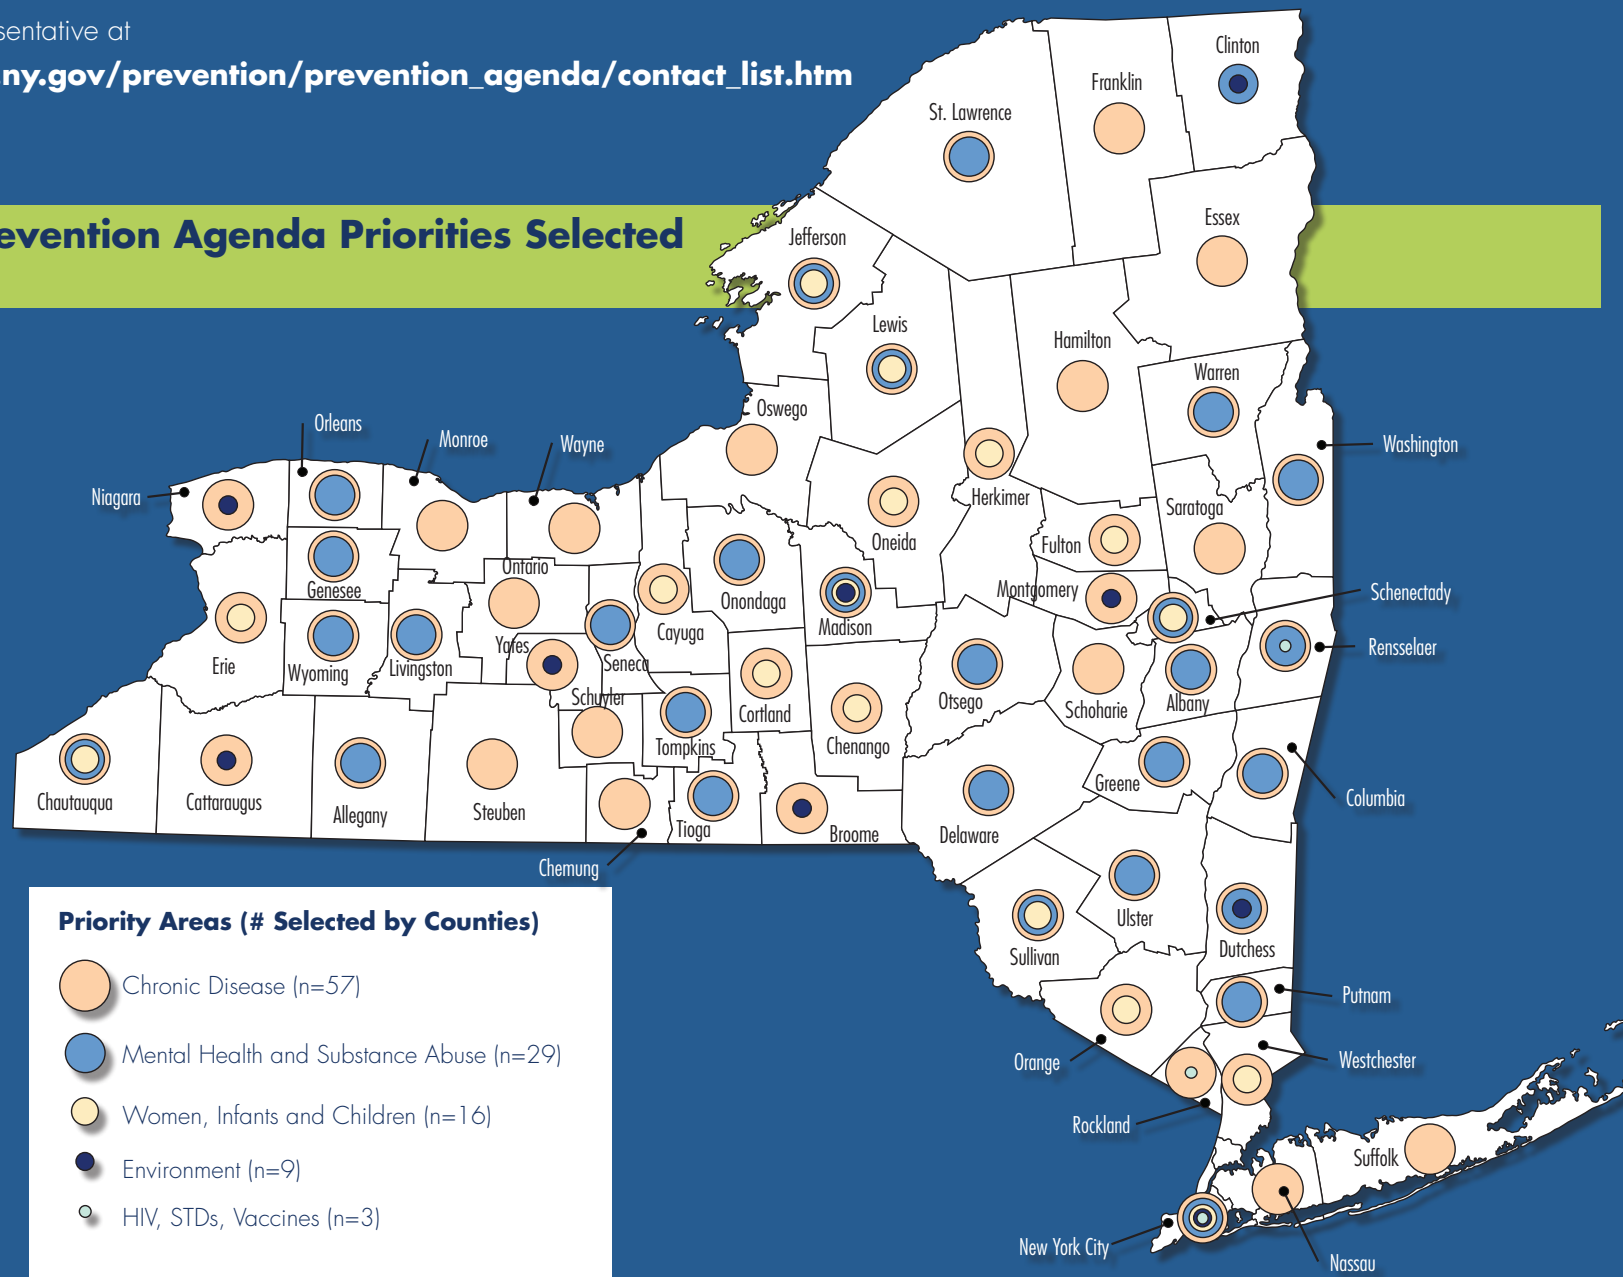 sentative at
.ny.gov/prevention/prevention_agenda/contact_list.htm
evention Agenda Priorities Selected
Clinton
Franklin
St. Lawrence
Essex
Jefferson
Lewis
Hamilton
Warren
Oswego
Orleans
Monroe
Wayne
Washington
Niagara
Herkimer
Saratoga
Oneida
Fulton
Ontario
Genesee
Montgomery
Schenectady
Onondaga
Madison
Cayuga
Yates
Seneca
Rensselaer
Erie
Wyoming
Livingston
Otsego
Schuyler
Cortland
Schoharie
Albany
Tompkins
Chenango
Greene
Chautauqua
Cattaraugus
Allegany
Steuben
Columbia
Tioga
Broome
Delaware
Chemung
Ulster
Sullivan
Dutchess
Putnam
Orange
Westchester
Rockland
Suffolk
New York City
Nassau
Priority Areas (# Selected by Counties)
Chronic Disease (n=57)
Mental Health and Substance Abuse (n=29)
Women, Infants and Children (n=16)
Environment (n=9)
HIV, STDs, Vaccines (n=3)